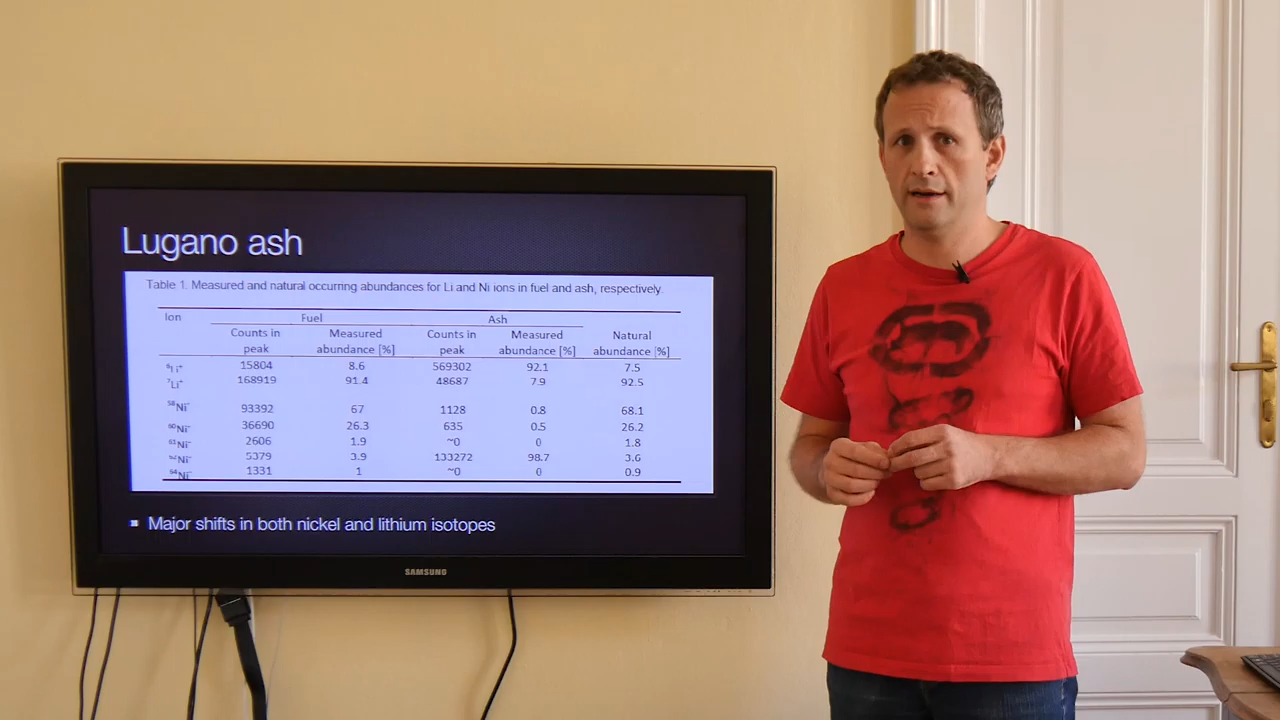 Lugano ash
Table 1. Measured and natural occurring abundances for Li and Ni ions in fuel and ash, respectively.
Ion Fuel Ash
Counts in peak Measured abundance [%] Counts in peak Measured abundance [%] Natural abundance [%]
⁶Li⁺ 15804 8.6 569302 92.1 7.5
⁷Li⁺ 168919 91.4 48687 7.9 92.5
⁵⁸Ni⁺ 93392 67 1128 0.8 68.1
⁶⁰Ni⁺ 36690 26.3 635 0.5 26.2
⁶¹Ni⁺ 2606 1.9 ~0 0 1.8
⁶²Ni⁺ 5379 3.9 133272 98.7 3.6
⁶⁴Ni⁺ 1331 1 ~0 0 0.9
▪ Major shifts in both nickel and lithium isotopes
SAMSUNG